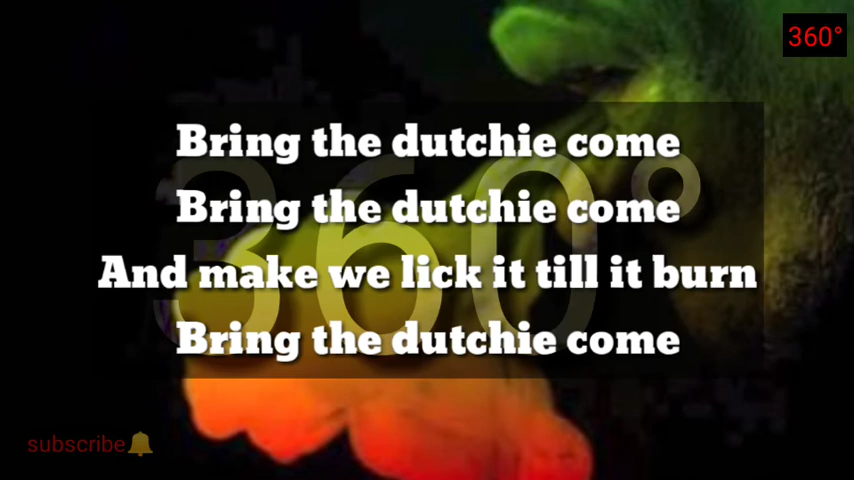 360°
Bring the dutchie come
Bring the dutchie come
And make we lick it till it burn
Bring the dutchie come
360°
subscribe